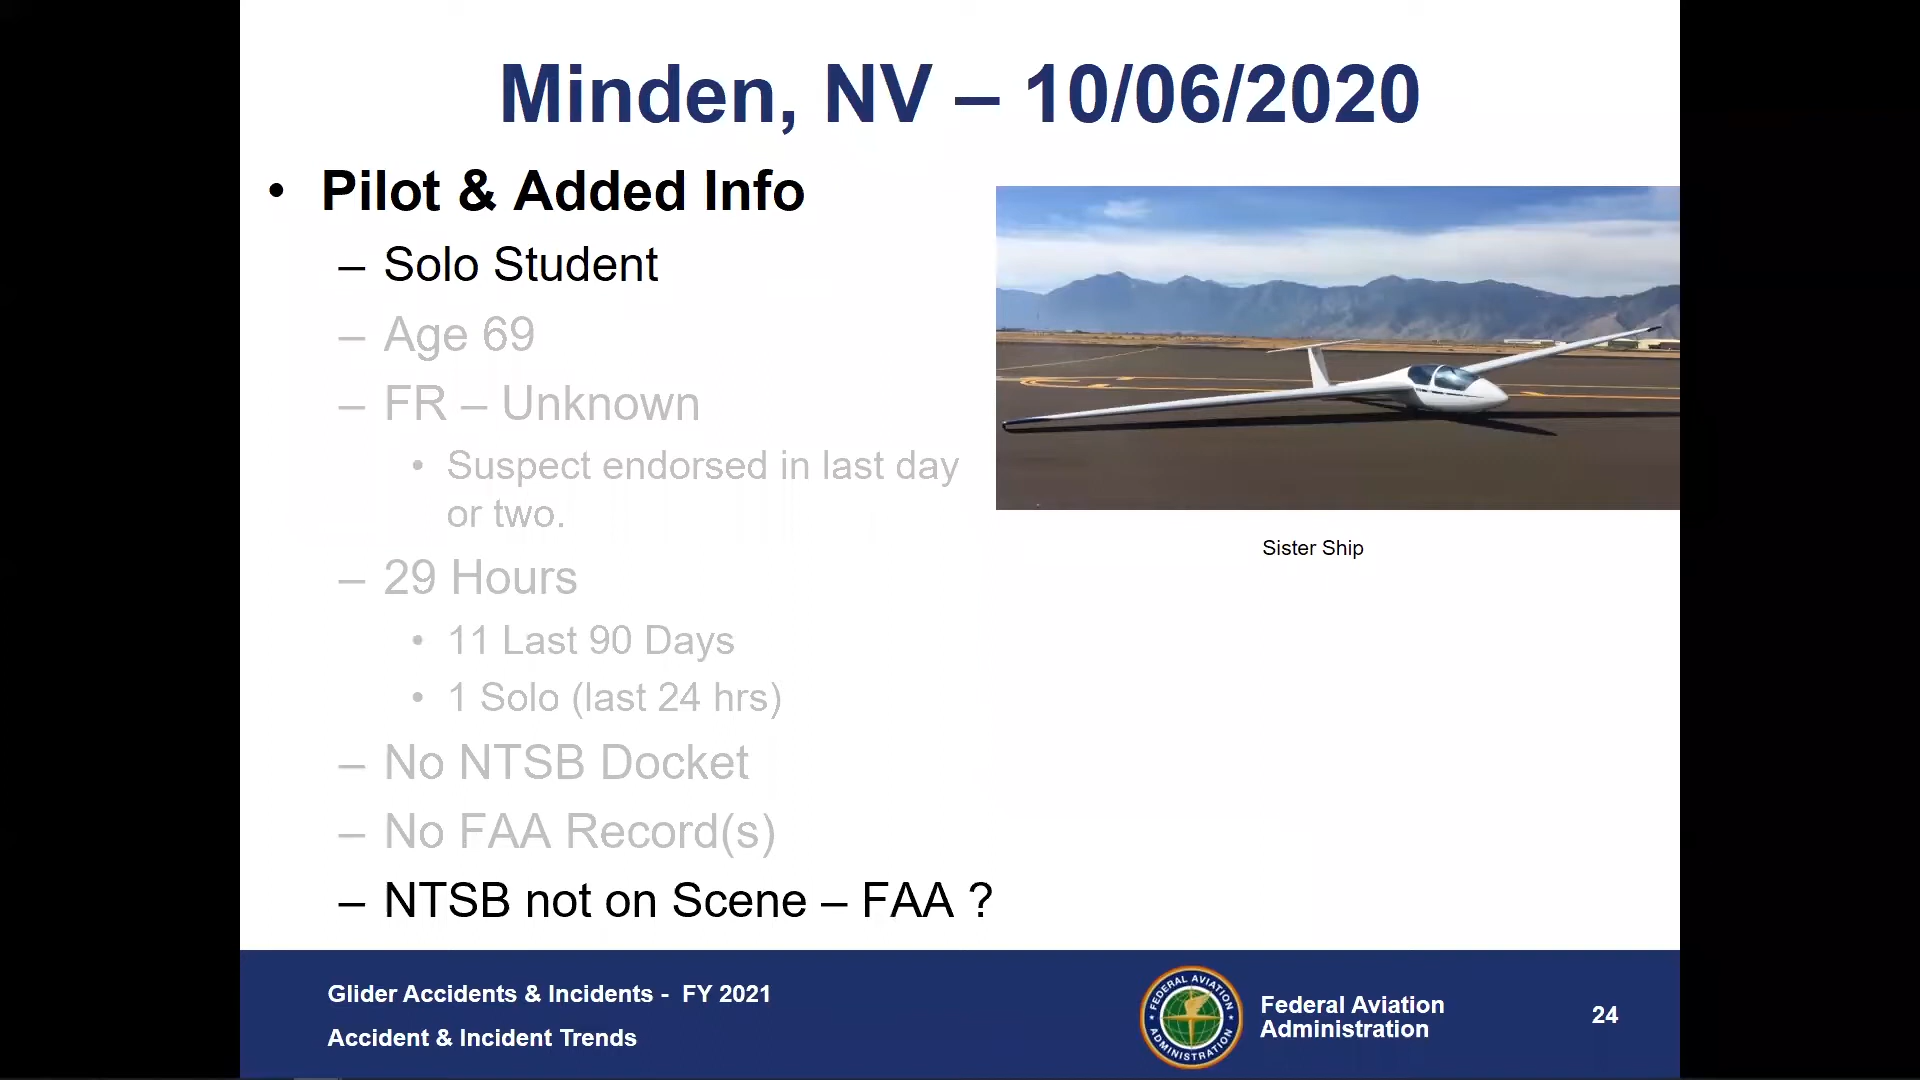 Minden, NV – 10/06/2020
• Pilot & Added Info
– Solo Student
– Age 69
– FR – Unknown
• Suspect endorsed in last day
or two.
– 29 Hours
• 11 Last 90 Days
• 1 Solo (last 24 hrs)
– No NTSB Docket
– No FAA Record(s)
– NTSB not on Scene – FAA ?
Sister Ship
Glider Accidents & Incidents - FY 2021
Accident & Incident Trends
FEDERAL AVIATION
ADMINISTRATION
Federal Aviation
Administration
24